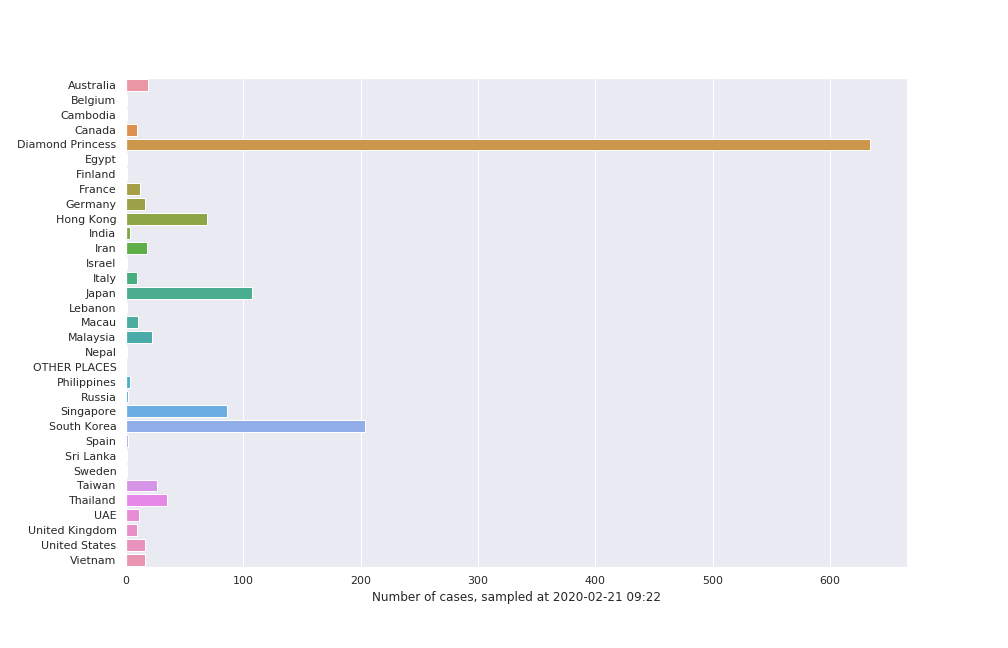 Australia
Belgium
Cambodia
Canada
Diamond Princess
Egypt
Finland
France
Germany
Hong Kong
India
Iran
Israel
Italy
Japan
Lebanon
Macau
Malaysia
Nepal
OTHER PLACES
Philippines
Russia
Singapore
South Korea
Spain
Sri Lanka
Sweden
Taiwan
Thailand
UAE
United Kingdom
United States
Vietnam
0 100 200 300 400 500 600
Number of cases, sampled at 2020-02-21 09:22